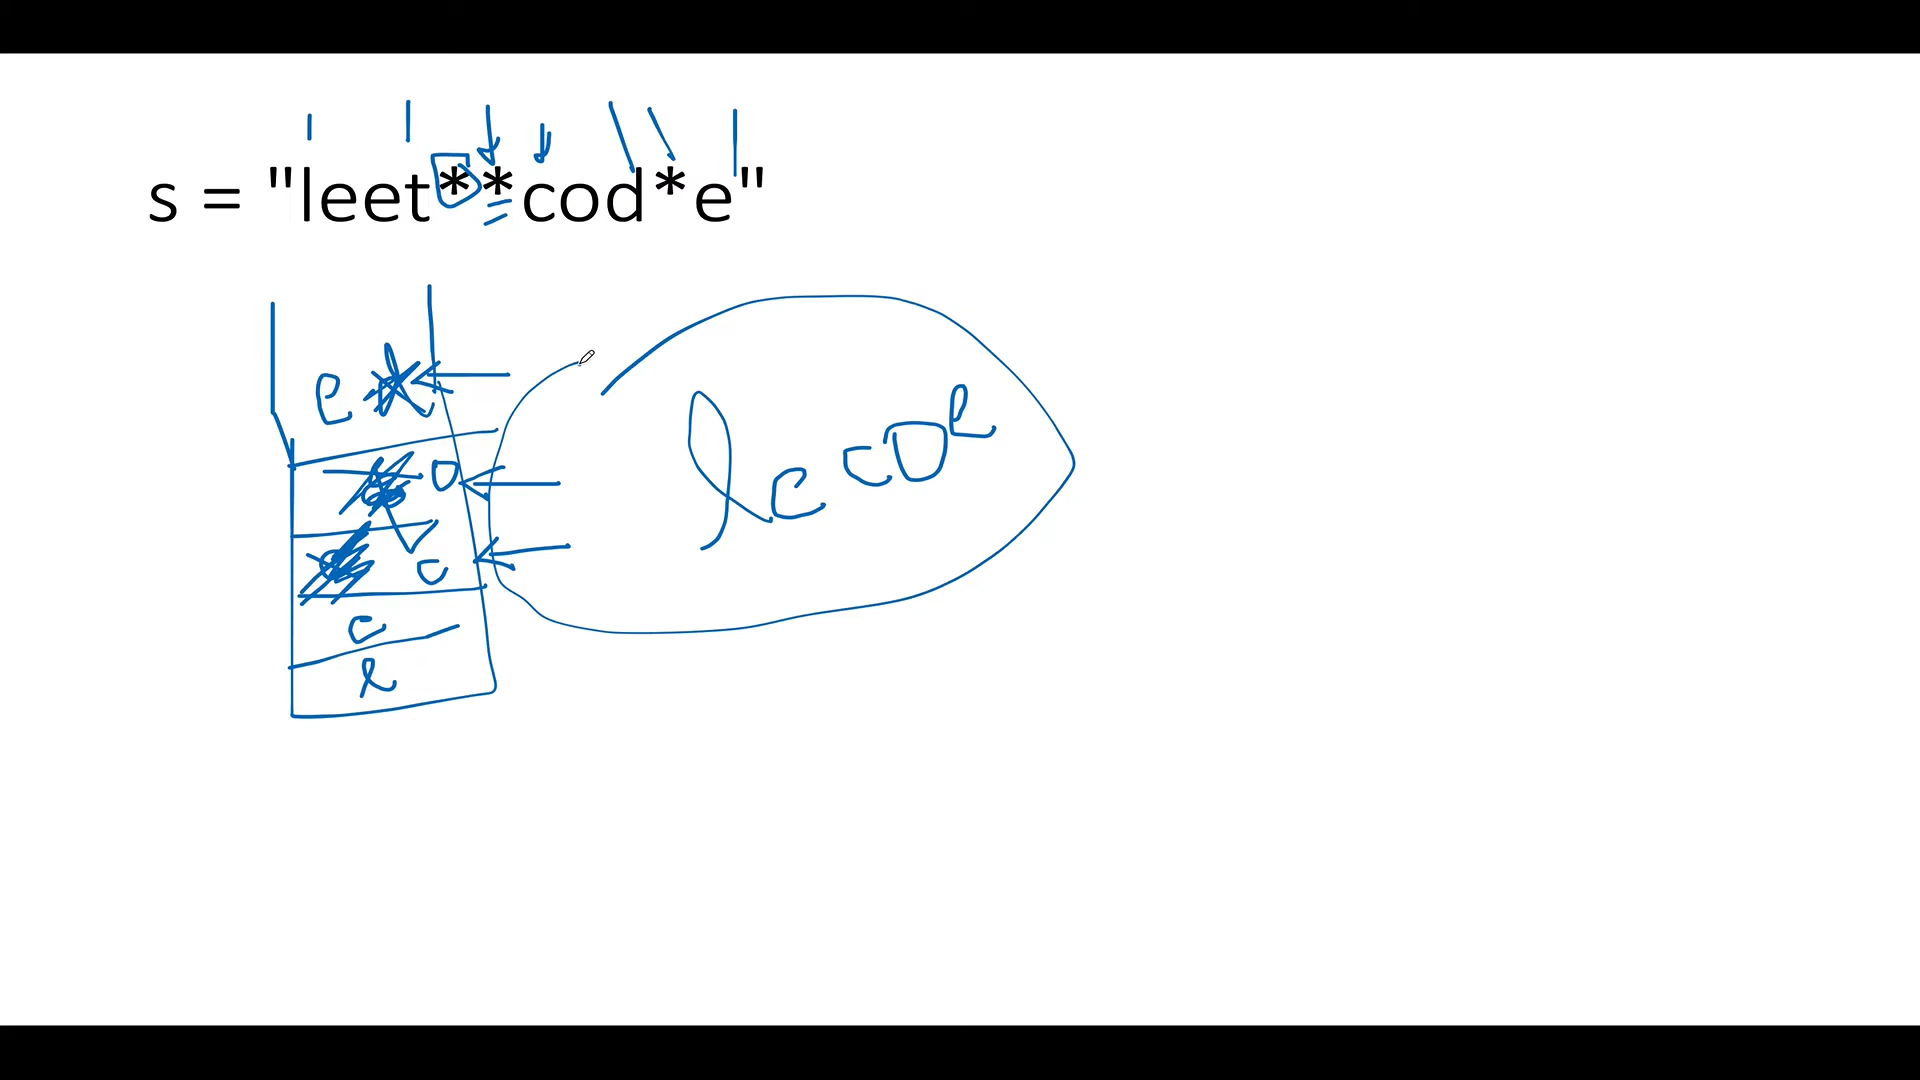 s = "leet**cod*e"
e
o
c
e
l
lecoe